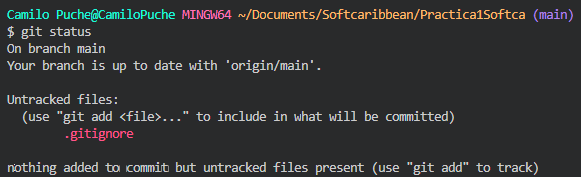 Camilo Puche@CamiloPuche MINGW64 ~/Documents/Softcaribbean/Practica1Softca (main)
$ git status
On branch main
Your branch is up to date with 'origin/main'.
Untracked files:
(use "git add <file>..." to include in what will be committed)
.gitignore
nothing added to commit but untracked files present (use "git add" to track)